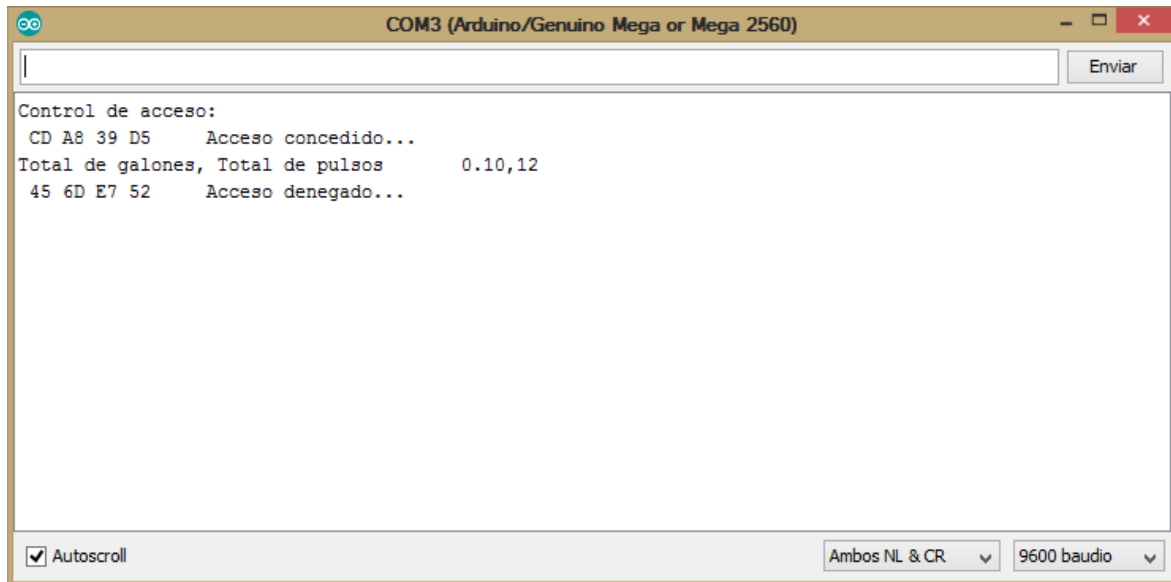 COM3 (Arduino/Genuino Mega or Mega 2560)
Enviar
Control de acceso:
CD A8 39 D5 Acceso concedido...
Total de galones, Total de pulsos 0.10,12
45 6D E7 52 Acceso denegado...
Autoscroll
Ambos NL & CR
9600 baudio